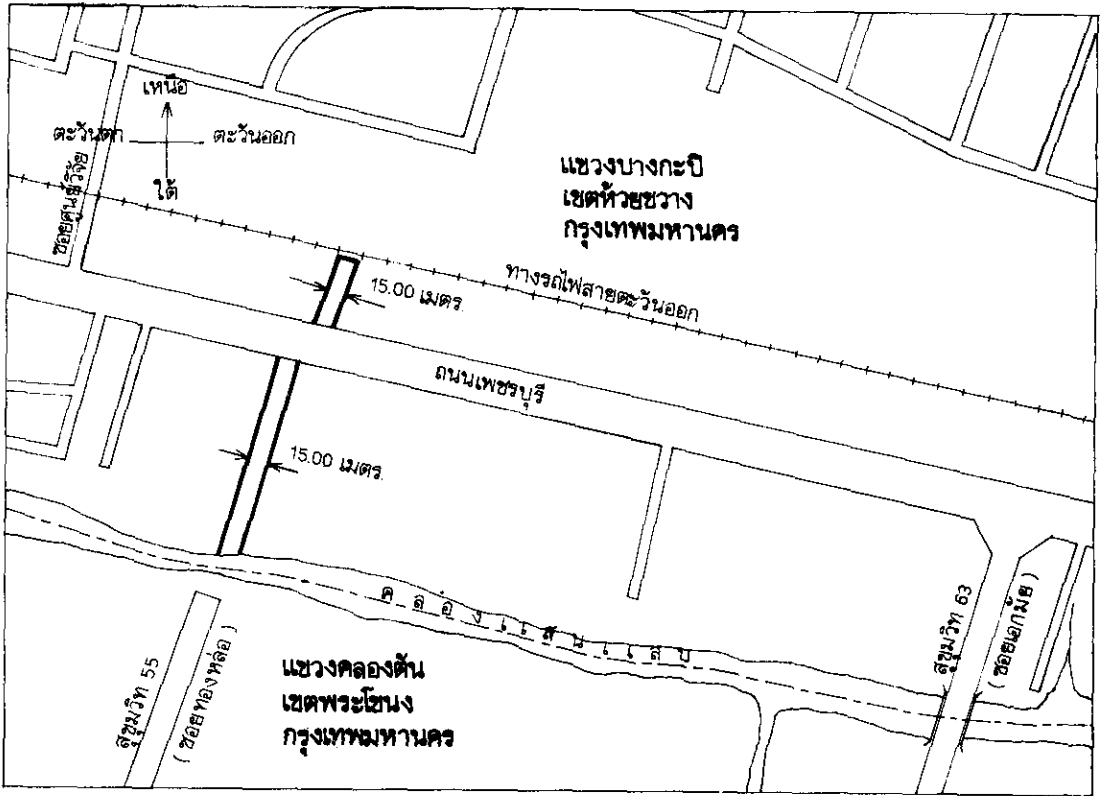 เหนือ
ตะวันตก
ตะวันออก
ใต้
ซอยศูนย์วิจัย
แขวงบางกะปิ
เขตห้วยขวาง
กรุงเทพมหานคร
ทางรถไฟสายตะวันออก
15.00 เมตร.
ถนนเพชรบุรี
15.00 เมตร.
คลองแสนแสบ
สุขุมวิท 63
( ซอยเอกมัย )
สุขุมวิท 55
( ซอยทองหล่อ )
แขวงคลองตัน
เขตพระโขนง
กรุงเทพมหานคร